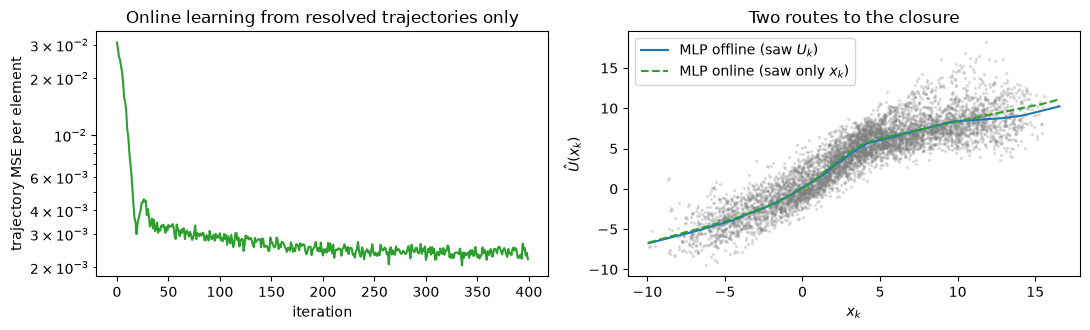 Online learning from resolved trajectories only
trajectory MSE per element
3 × 10⁻²
2 × 10⁻²
10⁻²
6 × 10⁻³
4 × 10⁻³
3 × 10⁻³
2 × 10⁻³
0 50 100 150 200 250 300 350 400
iteration
Two routes to the closure
MLP offline (saw Uₖ)
MLP online (saw only xₖ)
Û(xₖ)
15
10
5
0
−5
−10
−10 −5 0 5 10 15
xₖ